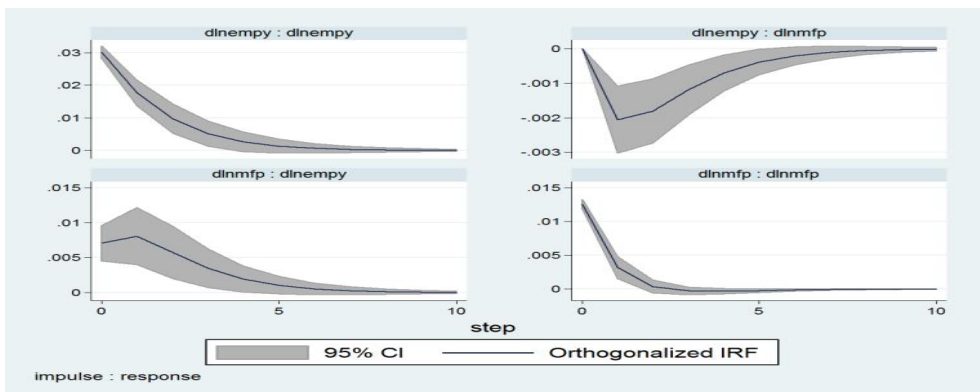 dlnempy : dlnempy
dlnempy : dlnmfp
.03
.02
.01
0
0
-.001
-.002
-.003
dlnmfp : dlnempy
dlnmfp : dlnmfp
.015
.01
.005
0
.015
.01
.005
0
0 5 10
0 5 10
step
95% CI Orthogonalized IRF
impulse : response